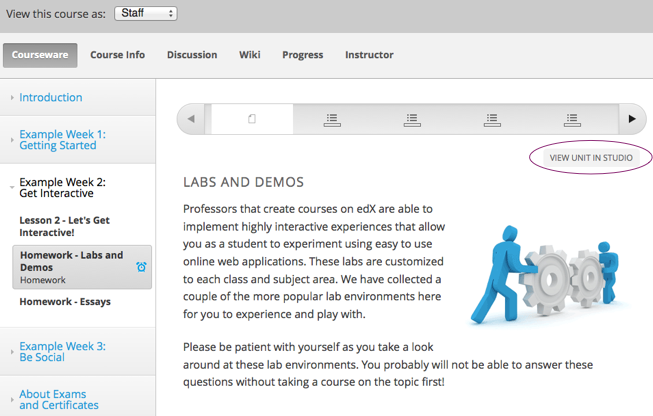 View this course as: Staff
Courseware Course Info Discussion Wiki Progress Instructor
Introduction
Example Week 1:
Getting Started
Example Week 2:
Get Interactive
Lesson 2 - Let's Get
Interactive!
Homework - Labs and
Demos
Homework
Homework - Essays
Example Week 3:
Be Social
About Exams
and Certificates
VIEW UNIT IN STUDIO
LABS AND DEMOS
Professors that create courses on edX are able to
implement highly interactive experiences that allow
you as a student to experiment using easy to use
online web applications. These labs are customized
to each class and subject area. We have collected a
couple of the more popular lab environments here
for you to experience and play with.
Please be patient with yourself as you take a look
around at these lab environments. You probably will not be able to answer these
questions without taking a course on the topic first!